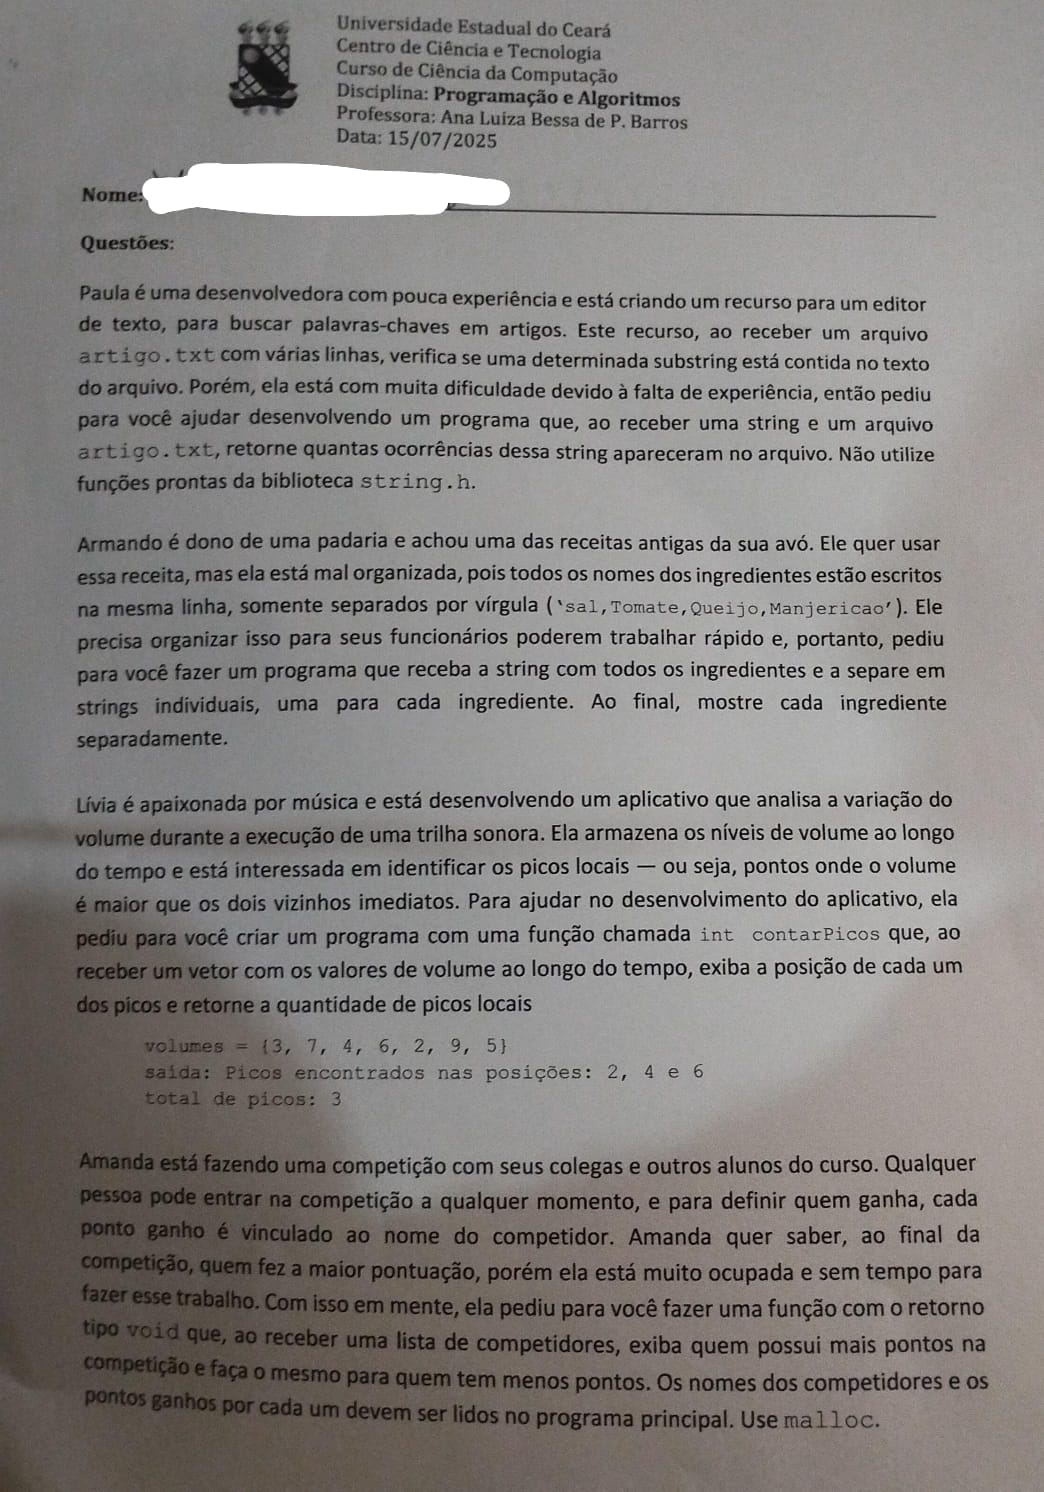 Universidade Estadual do Ceará
Centro de Ciência e Tecnologia
Curso de Ciência da Computação
Disciplina: Programação e Algoritmos
Professora: Ana Luiza Bessa de P. Barros
Data: 15/07/2025
Nome:
Questões:
Paula é uma desenvolvedora com pouca experiência e está criando um recurso para um editor
de texto, para buscar palavras-chaves em artigos. Este recurso, ao receber um arquivo
artigo.txt com várias linhas, verifica se uma determinada substring está contida no texto
do arquivo. Porém, ela está com muita dificuldade devido à falta de experiência, então pediu
para você ajudar desenvolvendo um programa que, ao receber uma string e um arquivo
artigo.txt, retorne quantas ocorrências dessa string apareceram no arquivo. Não utilize
funções prontas da biblioteca string.h.
Armando é dono de uma padaria e achou uma das receitas antigas da sua avó. Ele quer usar
essa receita, mas ela está mal organizada, pois todos os nomes dos ingredientes estão escritos
na mesma linha, somente separados por vírgula (‘sal,Tomate,Queijo,Manjericao’). Ele
precisa organizar isso para seus funcionários poderem trabalhar rápido e, portanto, pediu
para você fazer um programa que receba a string com todos os ingredientes e a separe em
strings individuais, uma para cada ingrediente. Ao final, mostre cada ingrediente
separadamente.
Lívia é apaixonada por música e está desenvolvendo um aplicativo que analisa a variação do
volume durante a execução de uma trilha sonora. Ela armazena os níveis de volume ao longo
do tempo e está interessada em identificar os picos locais — ou seja, pontos onde o volume
é maior que os dois vizinhos imediatos. Para ajudar no desenvolvimento do aplicativo, ela
pediu para você criar um programa com uma função chamada int contarPicos que, ao
receber um vetor com os valores de volume ao longo do tempo, exiba a posição de cada um
dos picos e retorne a quantidade de picos locais
volumes = {3, 7, 4, 6, 2, 9, 5}
saida: Picos encontrados nas posições: 2, 4 e 6
total de picos: 3
Amanda está fazendo uma competição com seus colegas e outros alunos do curso. Qualquer
pessoa pode entrar na competição a qualquer momento, e para definir quem ganha, cada
ponto ganho é vinculado ao nome do competidor. Amanda quer saber, ao final da
competição, quem fez a maior pontuação, porém ela está muito ocupada e sem tempo para
fazer esse trabalho. Com isso em mente, ela pediu para você fazer uma função com o retorno
tipo void que, ao receber uma lista de competidores, exiba quem possui mais pontos na
competição e faça o mesmo para quem tem menos pontos. Os nomes dos competidores e os
pontos ganhos por cada um devem ser lidos no programa principal. Use malloc.